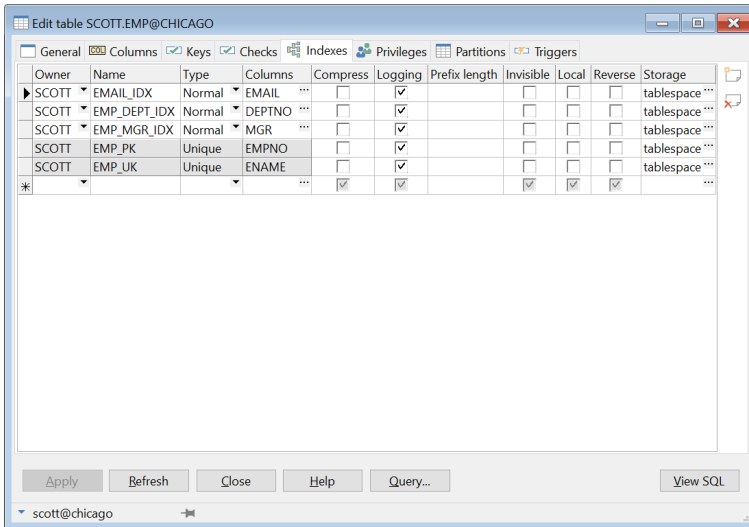 Edit table SCOTT.EMP@CHICAGO
General Columns Keys Checks Indexes Privileges Partitions Triggers
Owner Name Type Columns Compress Logging Prefix length Invisible Local Reverse Storage
SCOTT EMAIL_IDX Normal EMAIL ... tablespace ...
SCOTT EMP_DEPT_IDX Normal DEPTNO ... tablespace ...
SCOTT EMP_MGR_IDX Normal MGR ... tablespace ...
SCOTT EMP_PK Unique EMPNO tablespace ...
SCOTT EMP_UK Unique ENAME tablespace ...
... ...
Apply Refresh Close Help Query... View SQL
scott@chicago